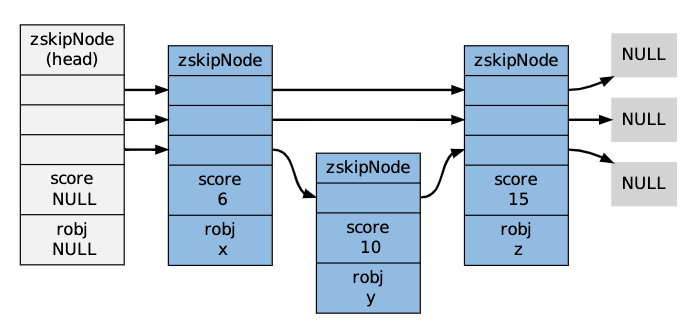 zskipNode
(head)
score
NULL
robj
NULL
zskipNode
score
6
robj
x
zskipNode
score
10
robj
y
zskipNode
score
15
robj
z
NULL
NULL
NULL